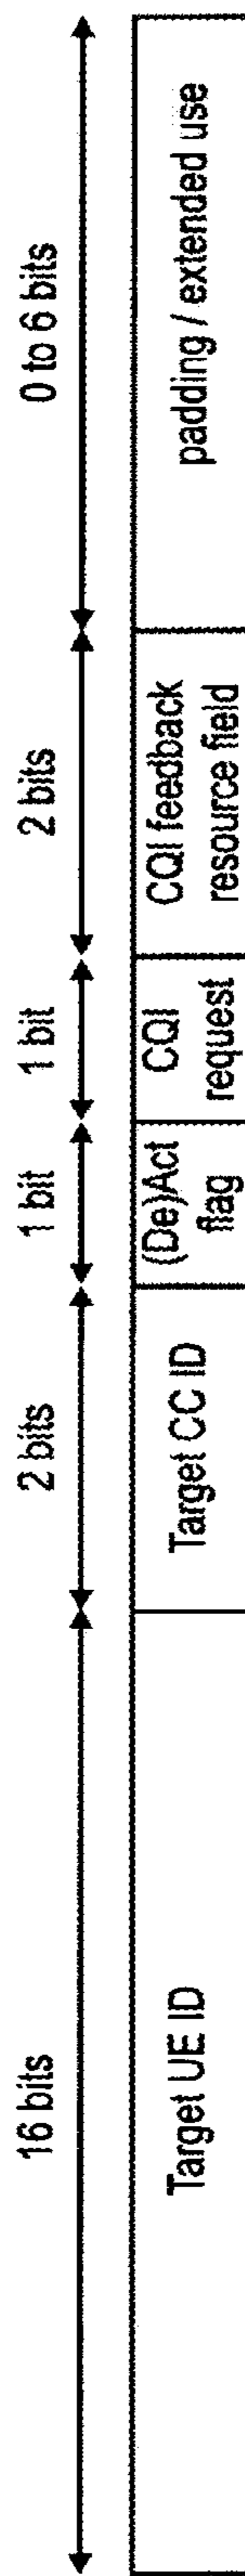 16 bits
2 bits
1 bit
1 bit
2 bits
0 to 6 bits
Target UE ID
Target CC ID
(De)Act
flag
CQI
request
CQI feedback
resource field
padding / extended use